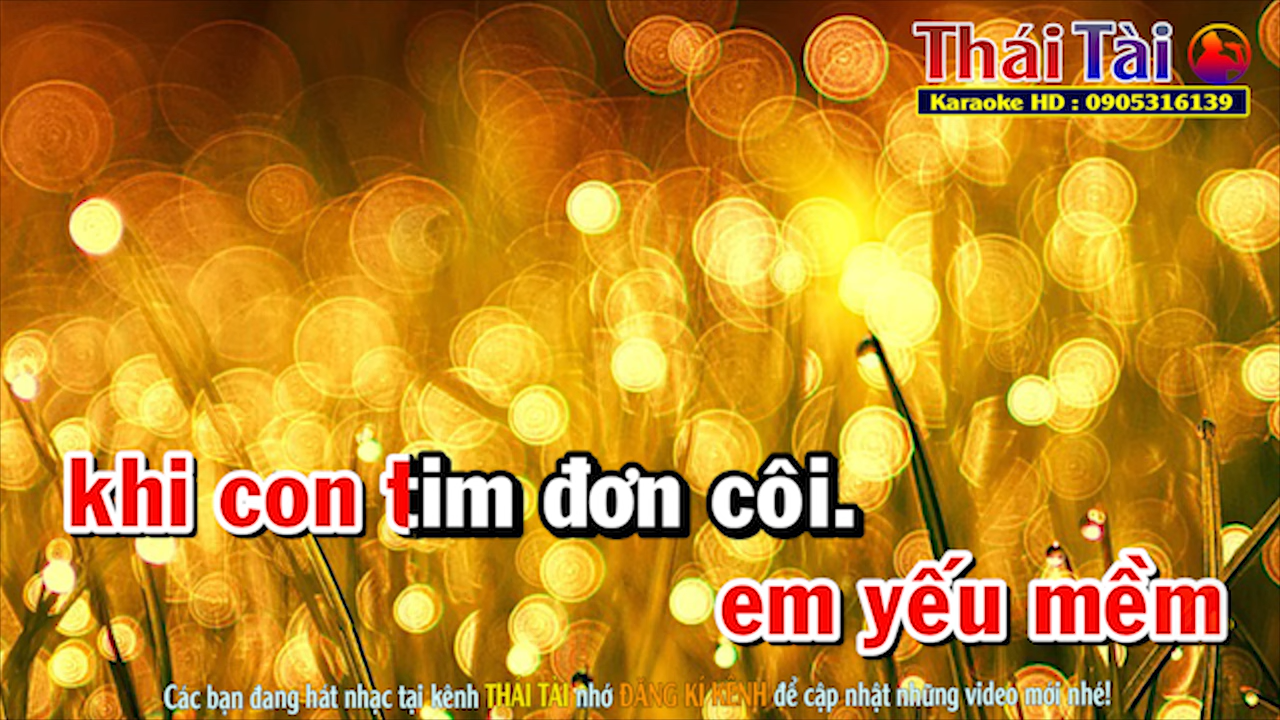 Thái Tài
Karaoke HD : 0905316139
khi con tim đơn côi.
em yếu mềm
Các bạn đang hát nhạc tại kênh THÁI TÀI nhớ ĐĂNG KÍ KÊNH để cập nhật những video mới nhé!